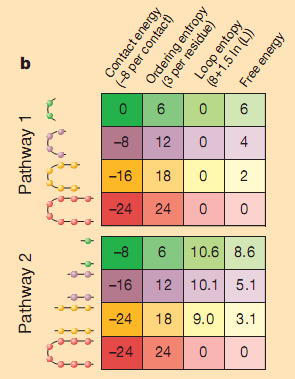 b
Contact energy
(–8 per contact)
Ordering entropy
(3 per residue)
Loop entopy
(8+1.5 ln (L))
Free energy
Pathway 1
0 6 0 6
–8 12 0 4
–16 18 0 2
–24 24 0 0
Pathway 2
–8 6 10.6 8.6
–16 12 10.1 5.1
–24 18 9.0 3.1
–24 24 0 0